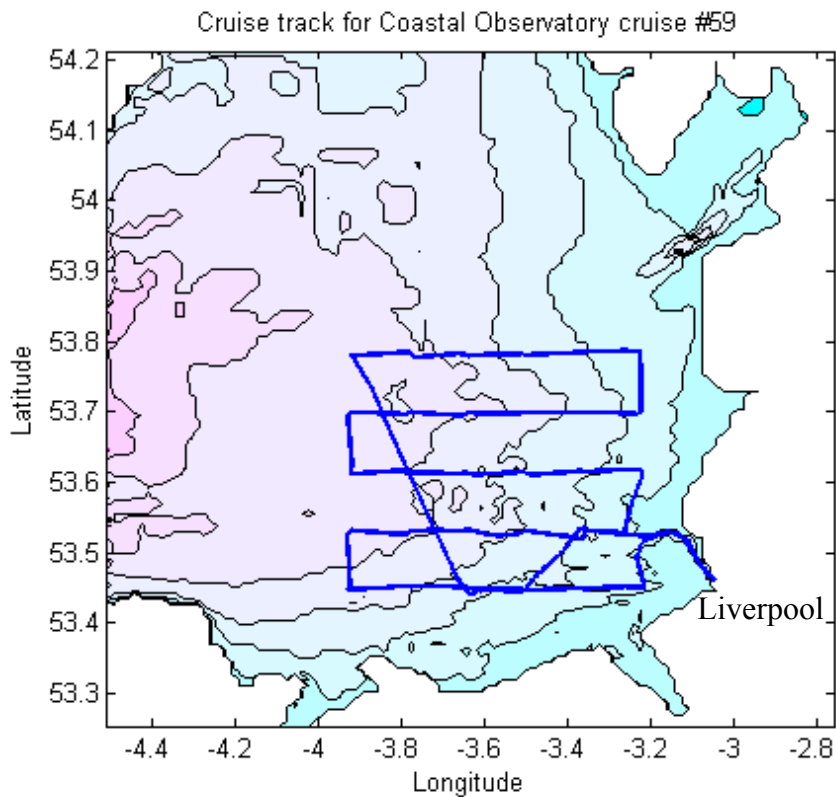 Cruise track for Coastal Observatory cruise #59
54.2
54.1
54
53.9
53.8
Latitude
53.7
53.6
53.5
53.4
53.3
Liverpool
-4.4 -4.2 -4 -3.8 -3.6 -3.4 -3.2 -3 -2.8
Longitude